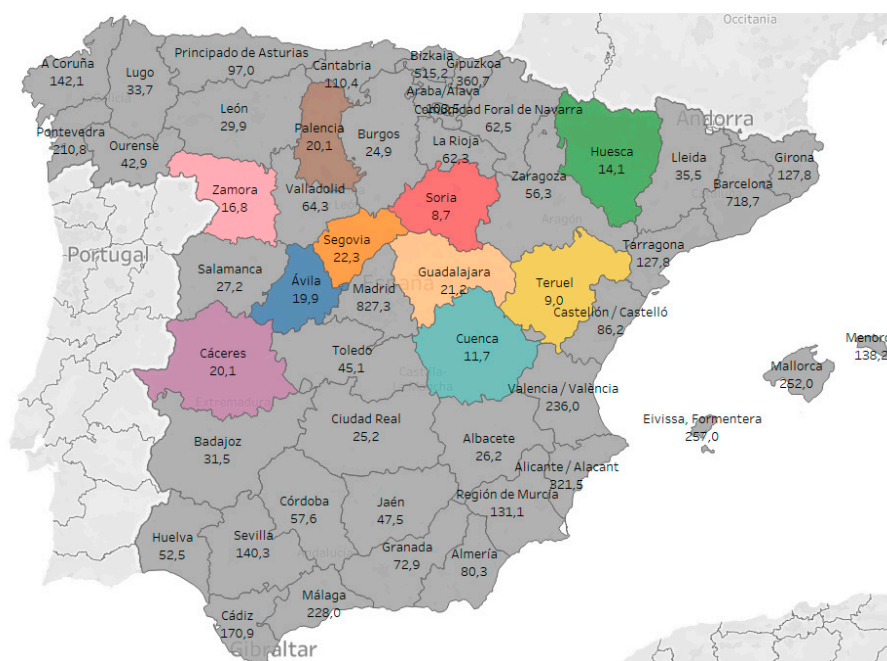 Occitania
A Coruña
142,1
Lugo
33,7
Principado de Asturias
97,0
Cantabria
110,4
Bizkaia
515,2
Gipuzkoa
360,7
Araba/Álava
108,5
Comunidad Foral de Navarra
62,5
Pontevedra
210,8
Ourense
42,9
León
29,9
Palencia
20,1
Burgos
24,9
La Rioja
62,3
Huesca
14,1
Andorra
Lleida
35,5
Girona
127,8
Barcelona
718,7
Zamora
16,8
Valladolid
64,3
Soria
8,7
Zaragoza
56,3
Aragón
Portugal
Segovia
22,3
Tarragona
127,8
Salamanca
27,2
Ávila
19,9
España
Madrid
827,3
Guadalajara
21,2
Teruel
9,0
Castellón / Castelló
86,2
Menorc
138,2
Mallorca
252,0
Cáceres
20,1
Toledo
45,1
Cuenca
11,7
Extremadura
Valencia / València
236,0
Eivissa, Formentera
257,0
Badajoz
31,5
Ciudad Real
25,2
Albacete
26,2
Alicante / Alacant
321,5
Región de Murcia
131,1
Córdoba
57,6
Jaén
47,5
Huelva
52,5
Sevilla
140,3
Andalucía
Granada
72,9
Almería
80,3
Málaga
228,0
Cádiz
170,9
Gibraltar